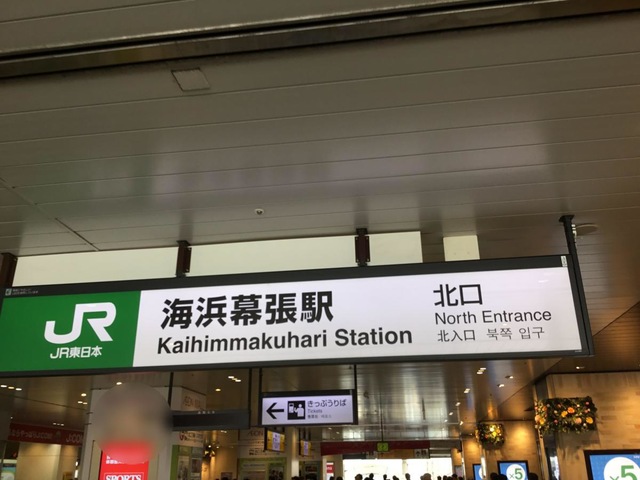 JR
JR東日本
海浜幕張駅
Kaihimmakuhari Station
北口
North Entrance
北入口 북쪽 입구
きっぷうりば
Tickets
SPORTS
x5